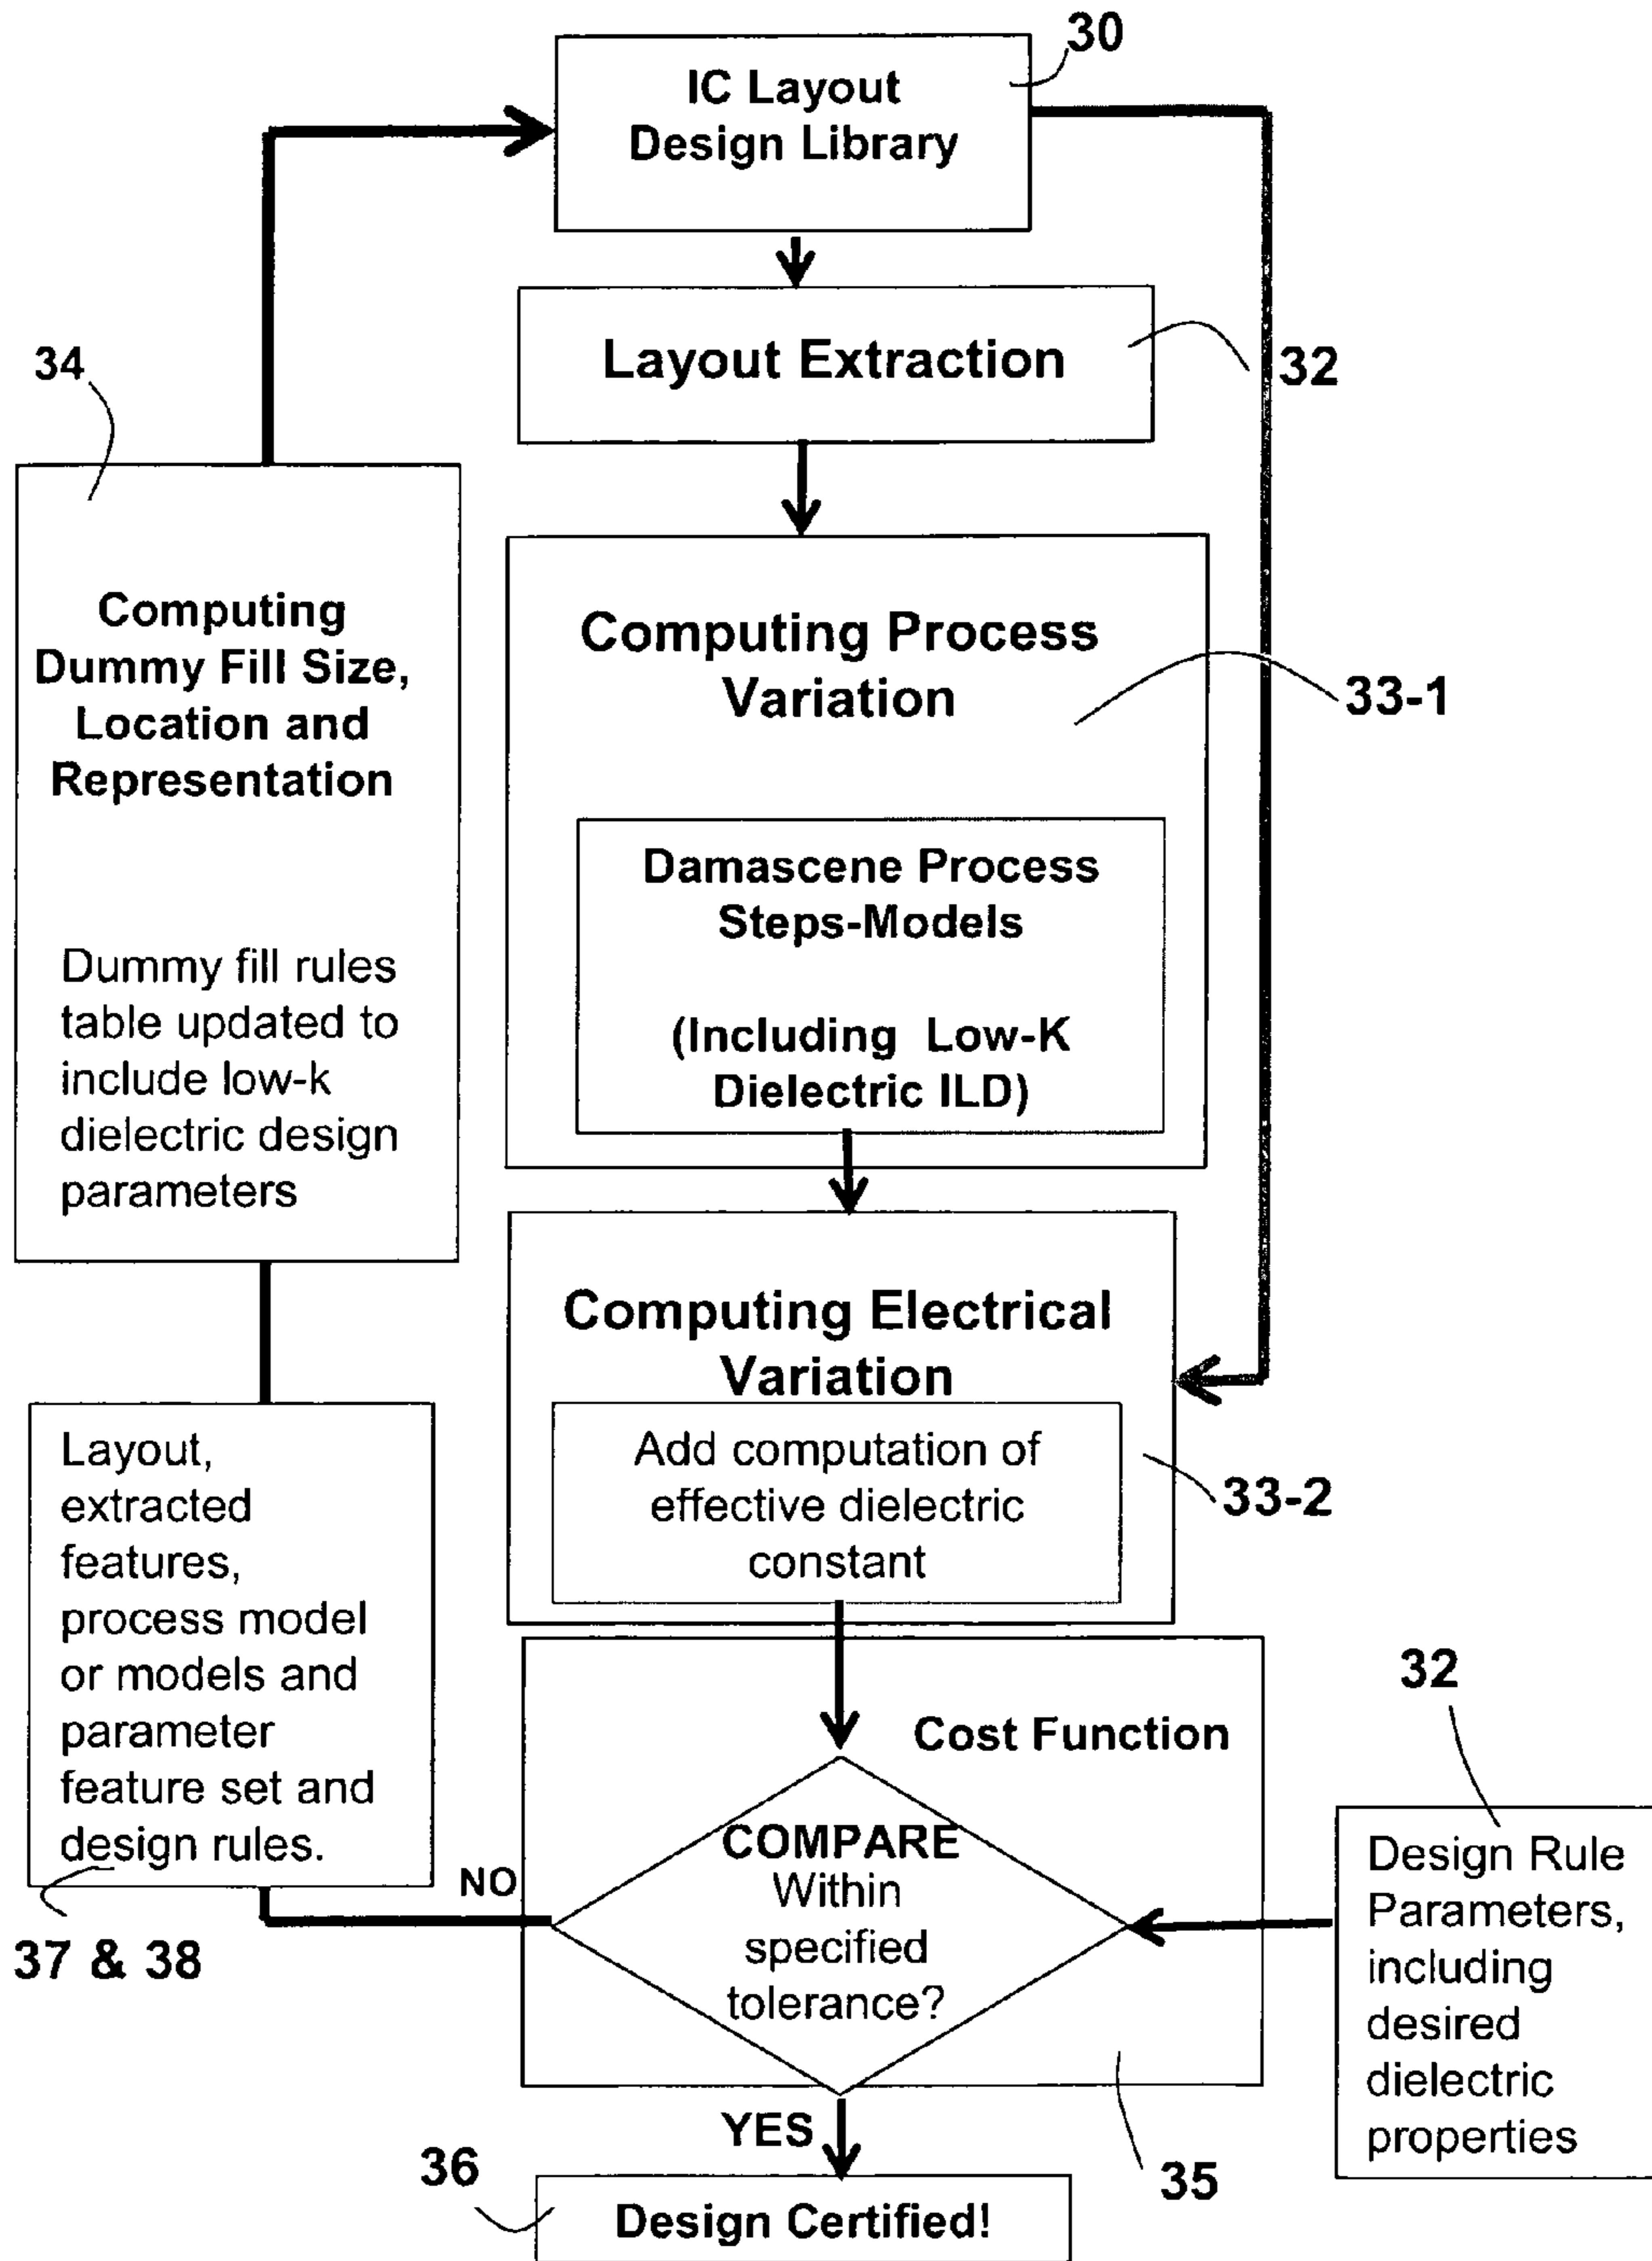 30
IC Layout
Design Library
Layout Extraction
32
34
Computing
Dummy Fill Size,
Location and
Representation
Dummy fill rules
table updated to
include low-k
dielectric design
parameters
Computing Process
Variation
33-1
Damascene Process
Steps-Models
(Including Low-K
Dielectric ILD)
Computing Electrical
Variation
Add computation of
effective dielectric
constant
33-2
Layout,
extracted
features,
process model
or models and
parameter
feature set and
design rules.
37 & 38
NO
Cost Function
COMPARE
Within
specified
tolerance?
32
Design Rule
Parameters,
including
desired
dielectric
properties
35
YES
36
Design Certified!